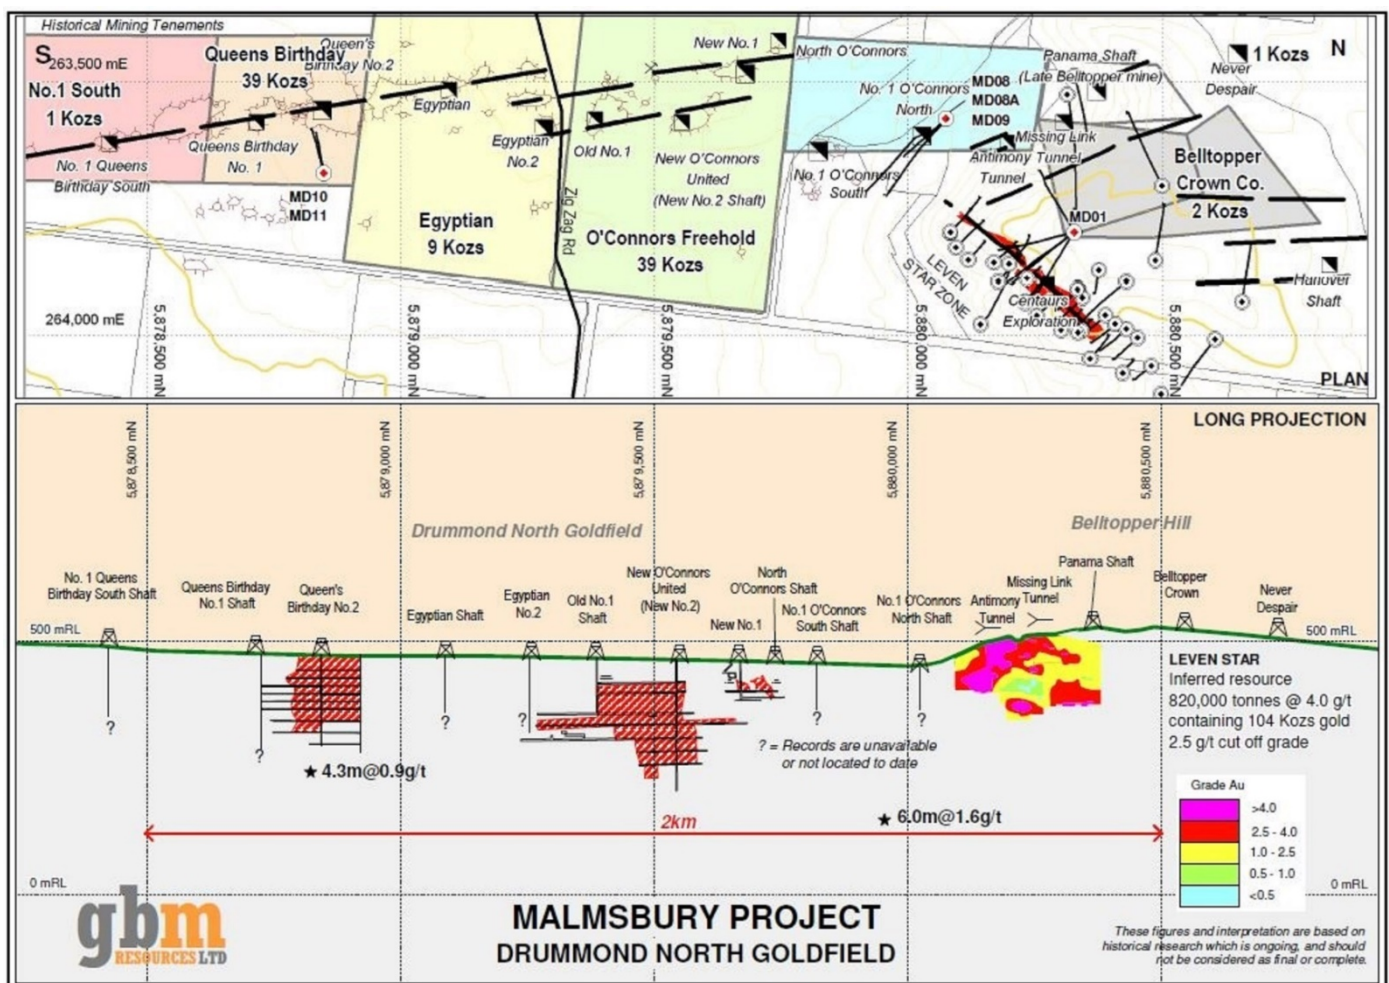 Historical Mining Tenements
S
263,500 mE
No.1 South
1 Kozs
No. 1 Queens
Birthday South
Queens Birthday
39 Kozs
Queen's
Birthday No.2
Queens Birthday
No. 1
MD10
MD11
Egyptian
Egyptian
No.2
Egyptian
9 Kozs
Zig Zag Rd
Old No.1
New No.1
New O'Connors
United
(New No.2 Shaft)
O'Connors Freehold
39 Kozs
North O'Connors
No. 1 O'Connors
North
No.1 O'Connors
South
MD08
MD08A
MD09
Panama Shaft
(Late Belltopper mine)
Missing Link
Tunnel
Antimony
Tunnel
Never
Despair
1 Kozs
N
Belltopper
Crown Co.
2 Kozs
MD01
LEVEN
STAR ZONE
Centaurs
Exploration
Hanover
Shaft
264,000 mE
5,878,500 mN
5,879,000 mN
5,879,500 mN
5,880,000 mN
5,880,500 mN
PLAN
LONG PROJECTION
5,878,500 mN
5,879,000 mN
5,879,500 mN
5,880,000 mN
5,880,500 mN
Drummond North Goldfield
Belltopper Hill
No. 1 Queens
Birthday South Shaft
Queens Birthday
No.1 Shaft
Queen's
Birthday No.2
Egyptian Shaft
Egyptian
No.2
Old No.1
Shaft
New O'Connors
United
(New No.2)
New No.1
North
O'Connors Shaft
No.1 O'Connors
South Shaft
No.1 O'Connors
North Shaft
Antimony
Tunnel
Missing Link
Tunnel
Panama Shaft
Belltopper
Crown
Never
Despair
500 mRL
500 mRL
?
?
?
?
?
?
? = Records are unavailable
or not located to date
★ 4.3m@0.9g/t
★ 6.0m@1.6g/t
2km
LEVEN STAR
Inferred resource
820,000 tonnes @ 4.0 g/t
containing 104 Kozs gold
2.5 g/t cut off grade
Grade Au
>4.0
2.5 - 4.0
1.0 - 2.5
0.5 - 1.0
<0.5
0 mRL
0 mRL
gbm
RESOURCES LTD
MALMSBURY PROJECT
DRUMMOND NORTH GOLDFIELD
These figures and interpretation are based on
historical research which is ongoing, and should
not be considered as final or complete.